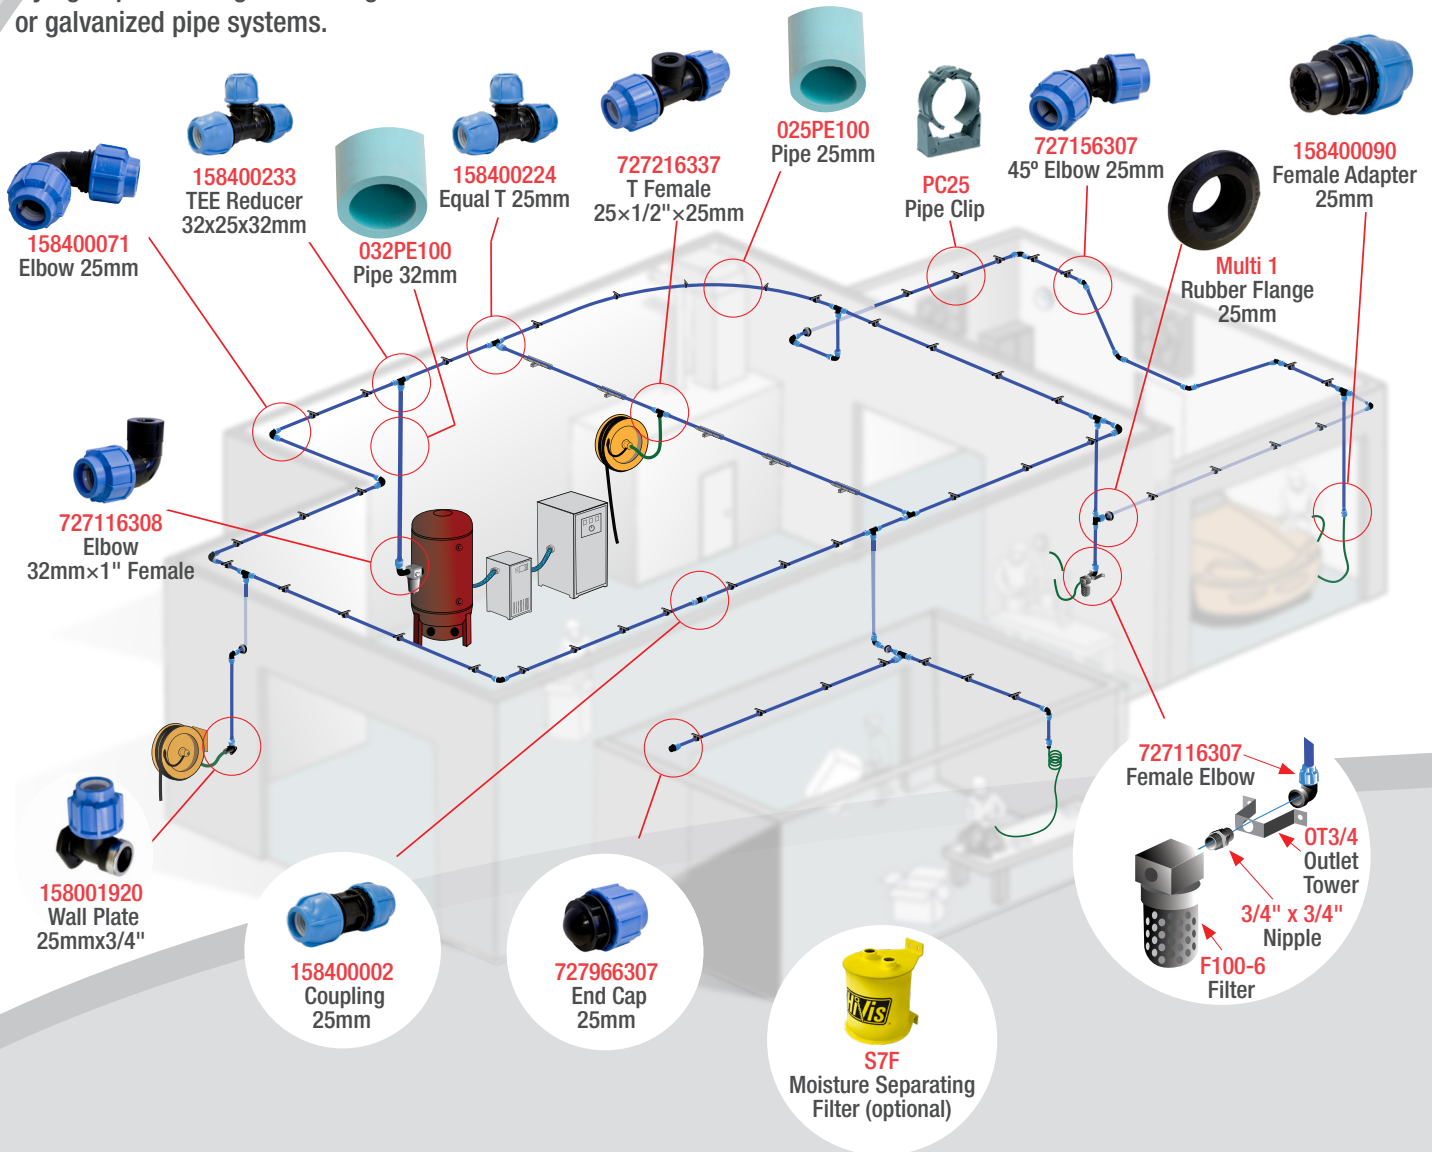 or galvanized pipe systems.
158400071
Elbow 25mm
158400233
TEE Reducer
32x25x32mm
032PE100
Pipe 32mm
158400224
Equal T 25mm
727216337
T Female
25×1/2"×25mm
025PE100
Pipe 25mm
PC25
Pipe Clip
727156307
45º Elbow 25mm
Multi 1
Rubber Flange
25mm
158400090
Female Adapter
25mm
727116308
Elbow
32mm×1" Female
158001920
Wall Plate
25mmx3/4"
158400002
Coupling
25mm
727966307
End Cap
25mm
HiVis
S7F
Moisture Separating
Filter (optional)
727116307
Female Elbow
OT3/4
Outlet
Tower
3/4" x 3/4"
Nipple
F100-6
Filter